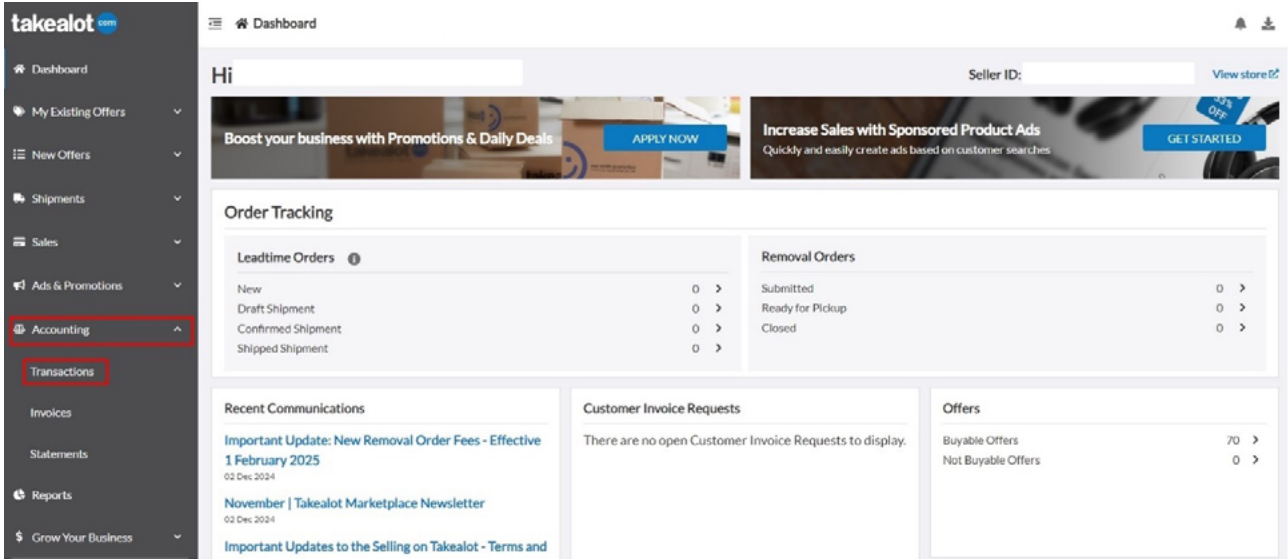 takealot com
Dashboard
Dashboard
My Existing Offers
New Offers
Shipments
Sales
Ads & Promotions
Accounting
Transactions
Invoices
Statements
Reports
$ Grow Your Business
Hi
Seller ID:
View store
Boost your business with Promotions & Daily Deals
APPLY NOW
Increase Sales with Sponsored Product Ads
Quickly and easily create ads based on customer searches
33% OFF
GET STARTED
Order Tracking
Leadtime Orders
New 0
Draft Shipment 0
Confirmed Shipment 0
Shipped Shipment 0
Removal Orders
Submitted 0
Ready for Pickup 0
Closed 0
Recent Communications
Important Update: New Removal Order Fees - Effective
1 February 2025
02 Dec 2024
November | Takealot Marketplace Newsletter
02 Dec 2024
Important Updates to the Selling on Takealot - Terms and
Customer Invoice Requests
There are no open Customer Invoice Requests to display.
Offers
Buyable Offers 70
Not Buyable Offers 0